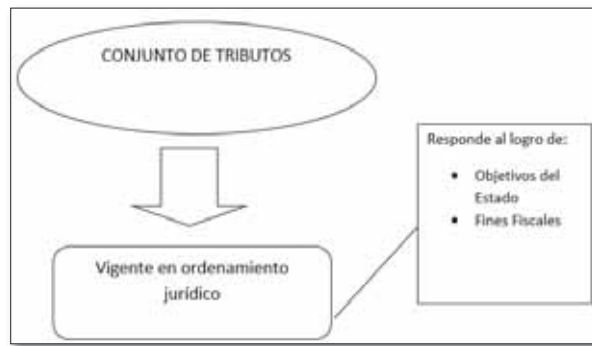 CONJUNTO DE TRIBUTOS
Vigente en ordenamiento
jurídico
Responde al logro de:
• Objetivos del
Estado
• Fines Fiscales